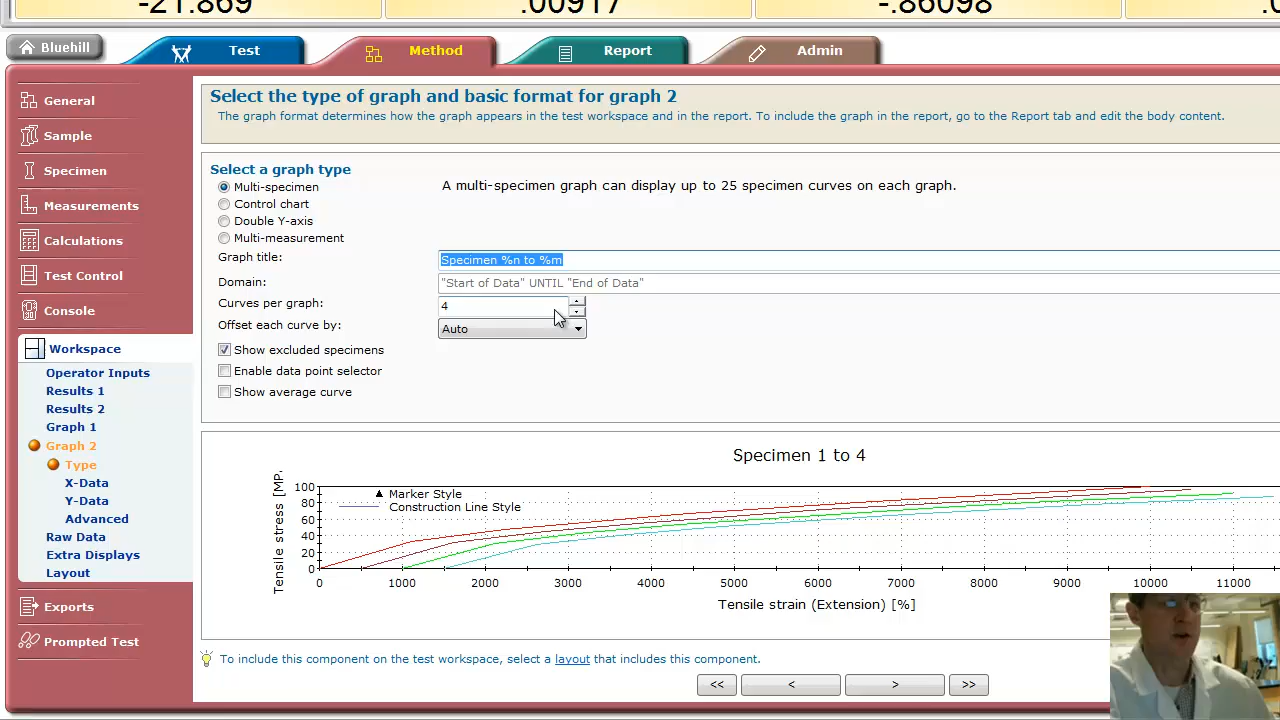 -21.869 .00917 -.86098
Bluehill Test Method Report Admin
General
Sample
Specimen
Measurements
Calculations
Test Control
Console
Workspace
Operator Inputs
Results 1
Results 2
Graph 1
Graph 2
Type
X-Data
Y-Data
Advanced
Raw Data
Extra Displays
Layout
Exports
Prompted Test
Select the type of graph and basic format for graph 2
The graph format determines how the graph appears in the test workspace and in the report. To include the graph in the report, go to the Report tab and edit the body content.
Select a graph type
Multi-specimen
A multi-specimen graph can display up to 25 specimen curves on each graph.
Control chart
Double Y-axis
Multi-measurement
Graph title: Specimen %n to %m
Domain: "Start of Data" UNTIL "End of Data"
Curves per graph: 4
Offset each curve by: Auto
Show excluded specimens
Enable data point selector
Show average curve
Specimen 1 to 4
Tensile stress [MP.
100
80
60
40
20
0
Marker Style
Construction Line Style
0 1000 2000 3000 4000 5000 6000 7000 8000 9000 10000 11000
Tensile strain (Extension) [%]
To include this component on the test workspace, select a layout that includes this component.
<< < > >>